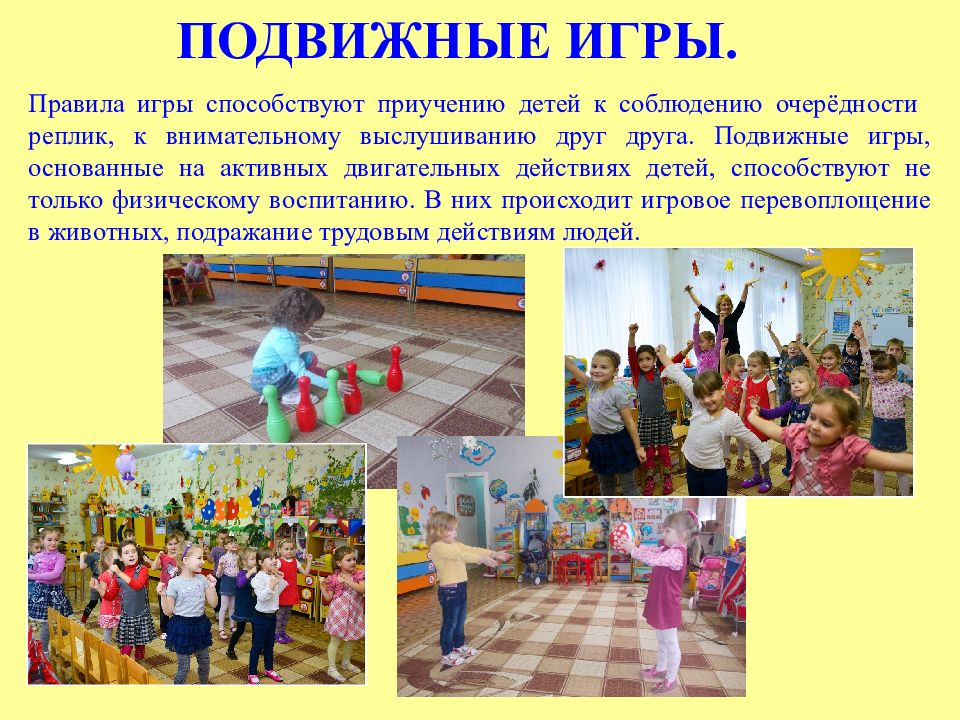 ПОДВИЖНЫЕ ИГРЫ.
Правила игры способствуют приучению детей к соблюдению очерёдности
реплик, к внимательному выслушиванию друг друга. Подвижные игры,
основанные на активных двигательных действиях детей, способствуют не
только физическому воспитанию. В них происходит игровое перевоплощение
в животных, подражание трудовым действиям людей.